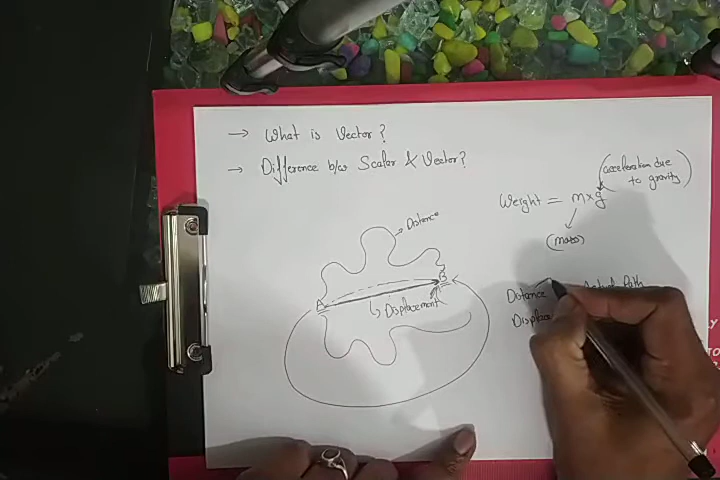 → What is Vector?
→ Difference b/w Scalar & Vector?
(acceleration due
to gravity)
Weight = m×g
(mass)
→ Distance
A
B
↳ Displacement
Distance
Actual Path